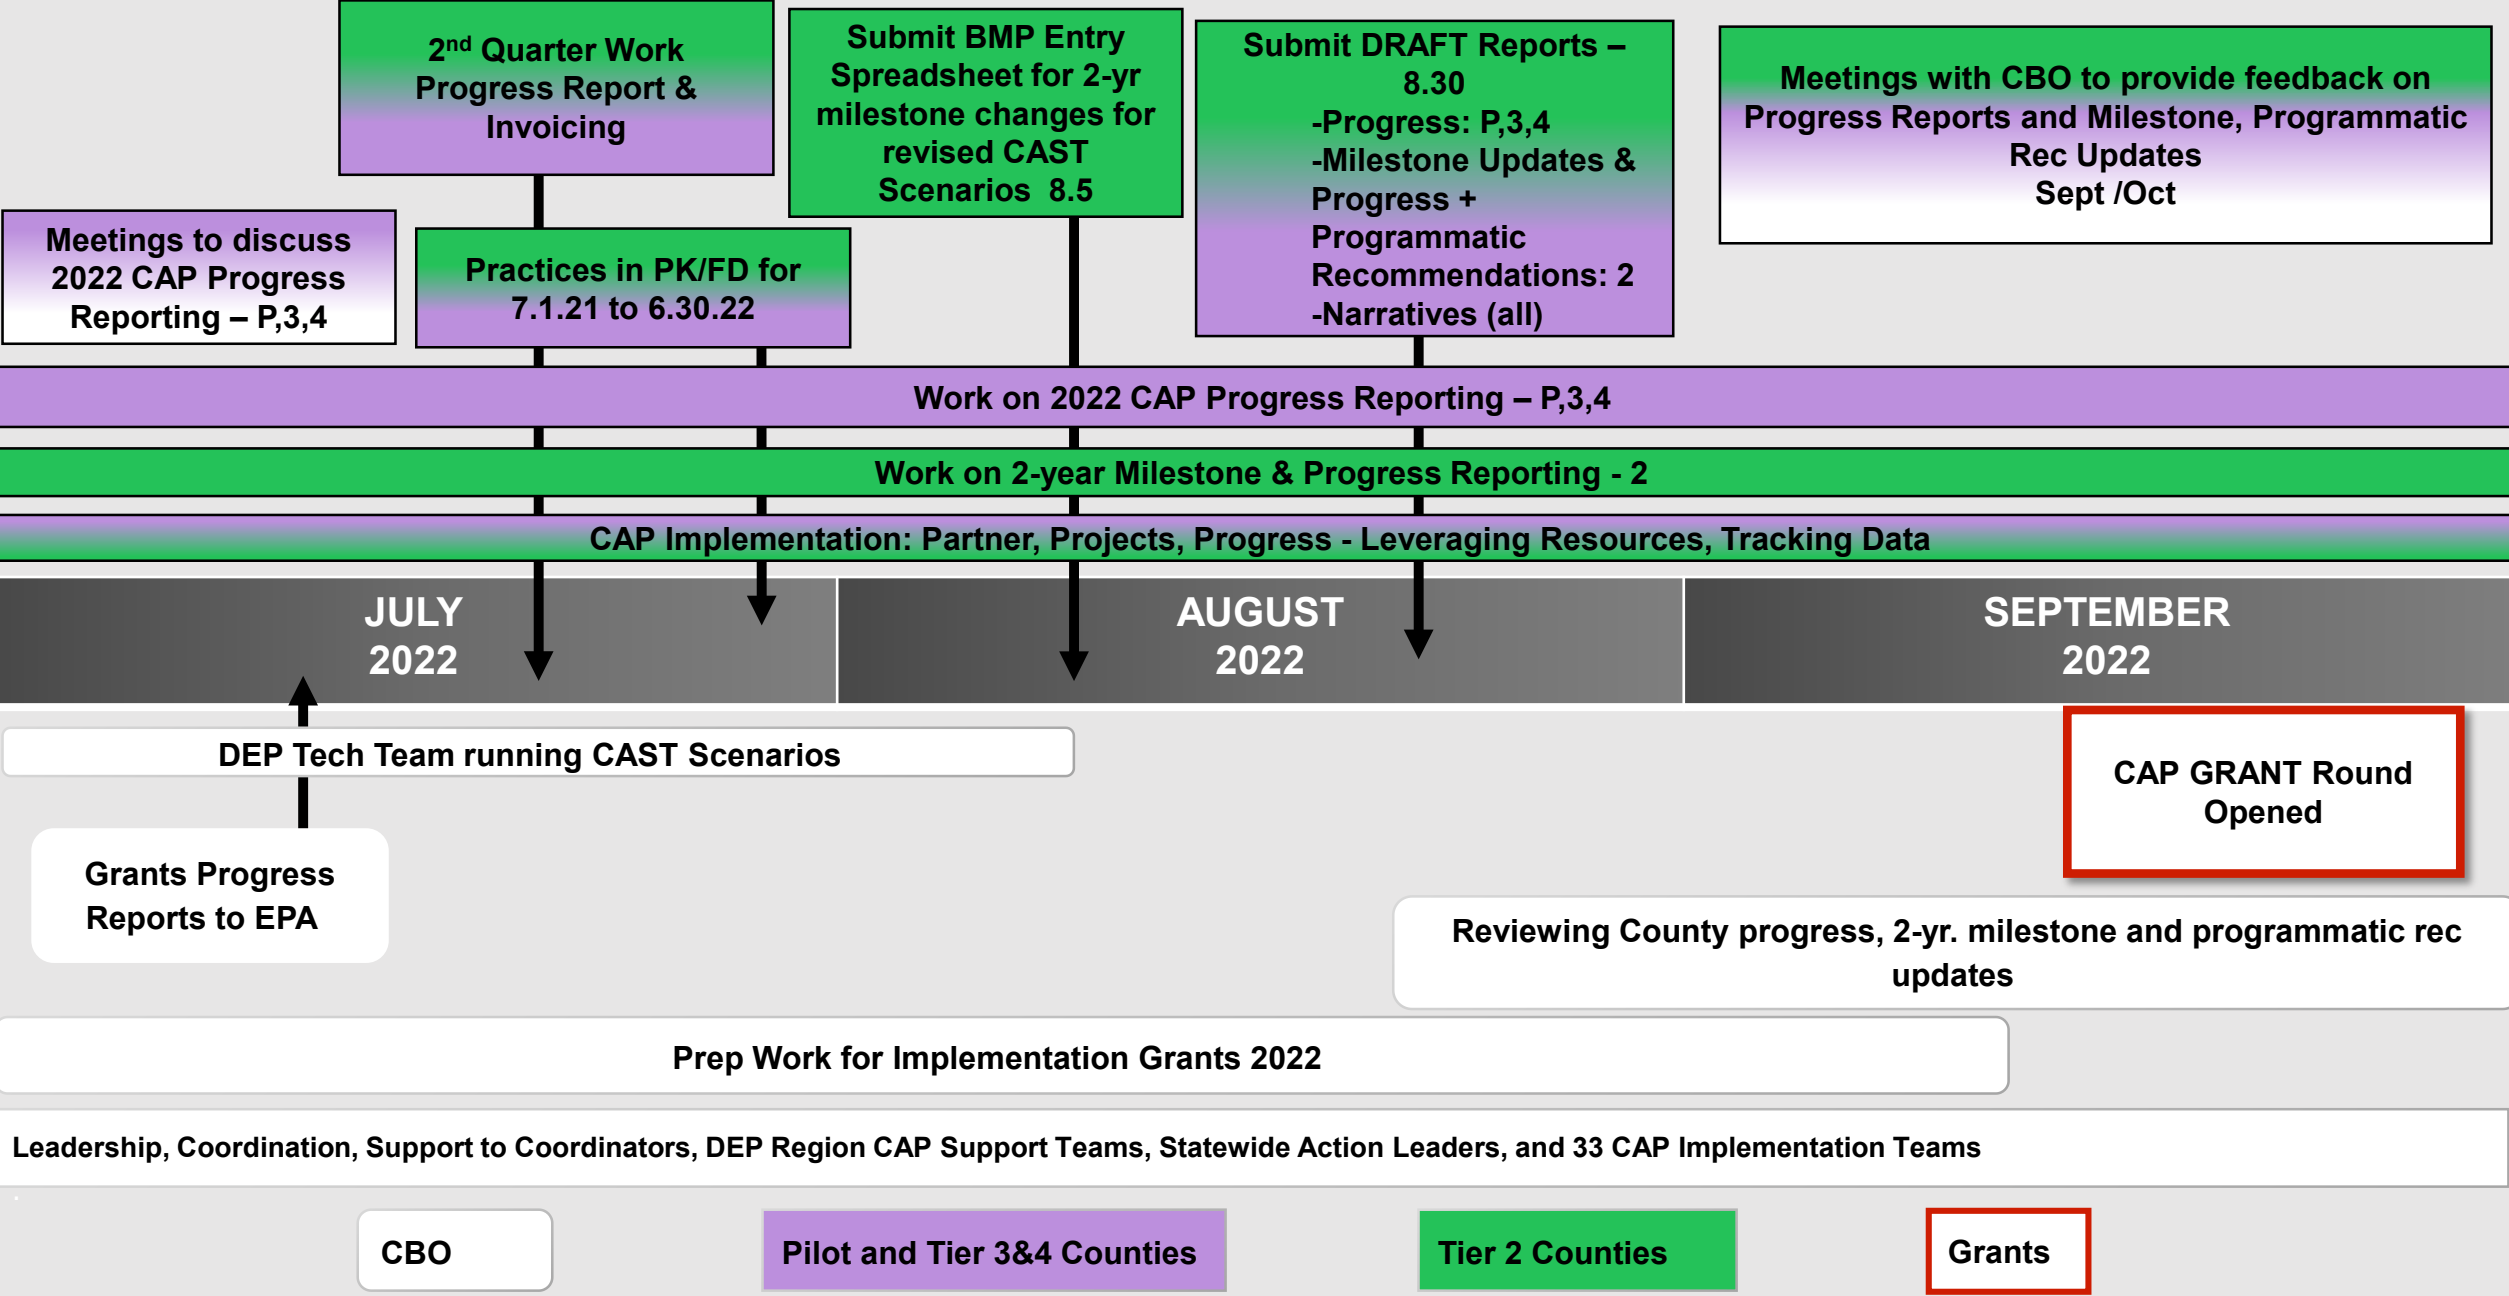 2nd Quarter Work
Progress Report &
Invoicing
Submit BMP Entry
Spreadsheet for 2-yr
milestone changes for
revised CAST
Scenarios 8.5
Submit DRAFT Reports –
8.30
-Progress: P,3,4
-Milestone Updates &
Progress +
Programmatic
Recommendations: 2
-Narratives (all)
Meetings with CBO to provide feedback on
Progress Reports and Milestone, Programmatic
Rec Updates
Sept /Oct
Meetings to discuss
2022 CAP Progress
Reporting – P,3,4
Practices in PK/FD for
7.1.21 to 6.30.22
Work on 2022 CAP Progress Reporting – P,3,4
Work on 2-year Milestone & Progress Reporting - 2
CAP Implementation: Partner, Projects, Progress - Leveraging Resources, Tracking Data
JULY
2022
AUGUST
2022
SEPTEMBER
2022
DEP Tech Team running CAST Scenarios
CAP GRANT Round
Opened
Grants Progress
Reports to EPA
Reviewing County progress, 2-yr. milestone and programmatic rec
updates
Prep Work for Implementation Grants 2022
Leadership, Coordination, Support to Coordinators, DEP Region CAP Support Teams, Statewide Action Leaders, and 33 CAP Implementation Teams
.
CBO
Pilot and Tier 3&4 Counties
Tier 2 Counties
Grants